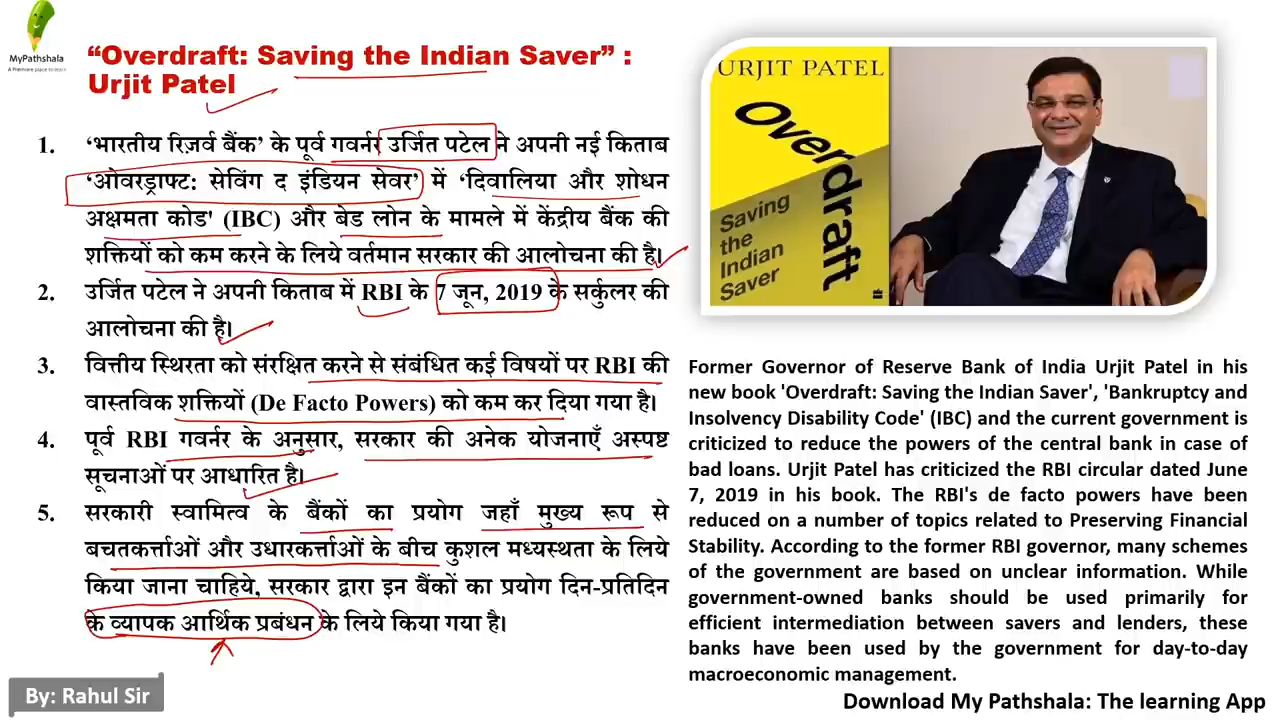 MyPathshala
“Overdraft: Saving the Indian Saver” :
Urjit Patel
1. ‘भारतीय रिज़र्व बैंक’ के पूर्व गवर्नर उर्जित पटेल ने अपनी नई किताब
‘ओवरड्राफ्ट: सेविंग द इंडियन सेवर’ में ‘दिवालिया और शोधन
अक्षमता कोड' (IBC) और बेड लोन के मामले में केंद्रीय बैंक की
शक्तियों को कम करने के लिये वर्तमान सरकार की आलोचना की है।
2. उर्जित पटेल ने अपनी किताब में RBI के 7 जून, 2019 के सर्कुलर की
आलोचना की है।
3. वित्तीय स्थिरता को संरक्षित करने से संबंधित कई विषयों पर RBI की
वास्तविक शक्तियों (De Facto Powers) को कम कर दिया गया है।
4. पूर्व RBI गवर्नर के अनुसार, सरकार की अनेक योजनाएँ अस्पष्ट
सूचनाओं पर आधारित है।
5. सरकारी स्वामित्व के बैंकों का प्रयोग जहाँ मुख्य रूप से
बचतकर्त्ताओं और उधारकर्त्ताओं के बीच कुशल मध्यस्थता के लिये
किया जाना चाहिये, सरकार द्वारा इन बैंकों का प्रयोग दिन-प्रतिदिन
के व्यापक आर्थिक प्रबंधन के लिये किया गया है।
By: Rahul Sir
URJIT PATEL
Overdraft
Saving
the
Indian
Saver
Former Governor of Reserve Bank of India Urjit Patel in his
new book 'Overdraft: Saving the Indian Saver', 'Bankruptcy and
Insolvency Disability Code' (IBC) and the current government is
criticized to reduce the powers of the central bank in case of
bad loans. Urjit Patel has criticized the RBI circular dated June
7, 2019 in his book. The RBI's de facto powers have been
reduced on a number of topics related to Preserving Financial
Stability. According to the former RBI governor, many schemes
of the government are based on unclear information. While
government-owned banks should be used primarily for
efficient intermediation between savers and lenders, these
banks have been used by the government for day-to-day
macroeconomic management.
Download My Pathshala: The learning App